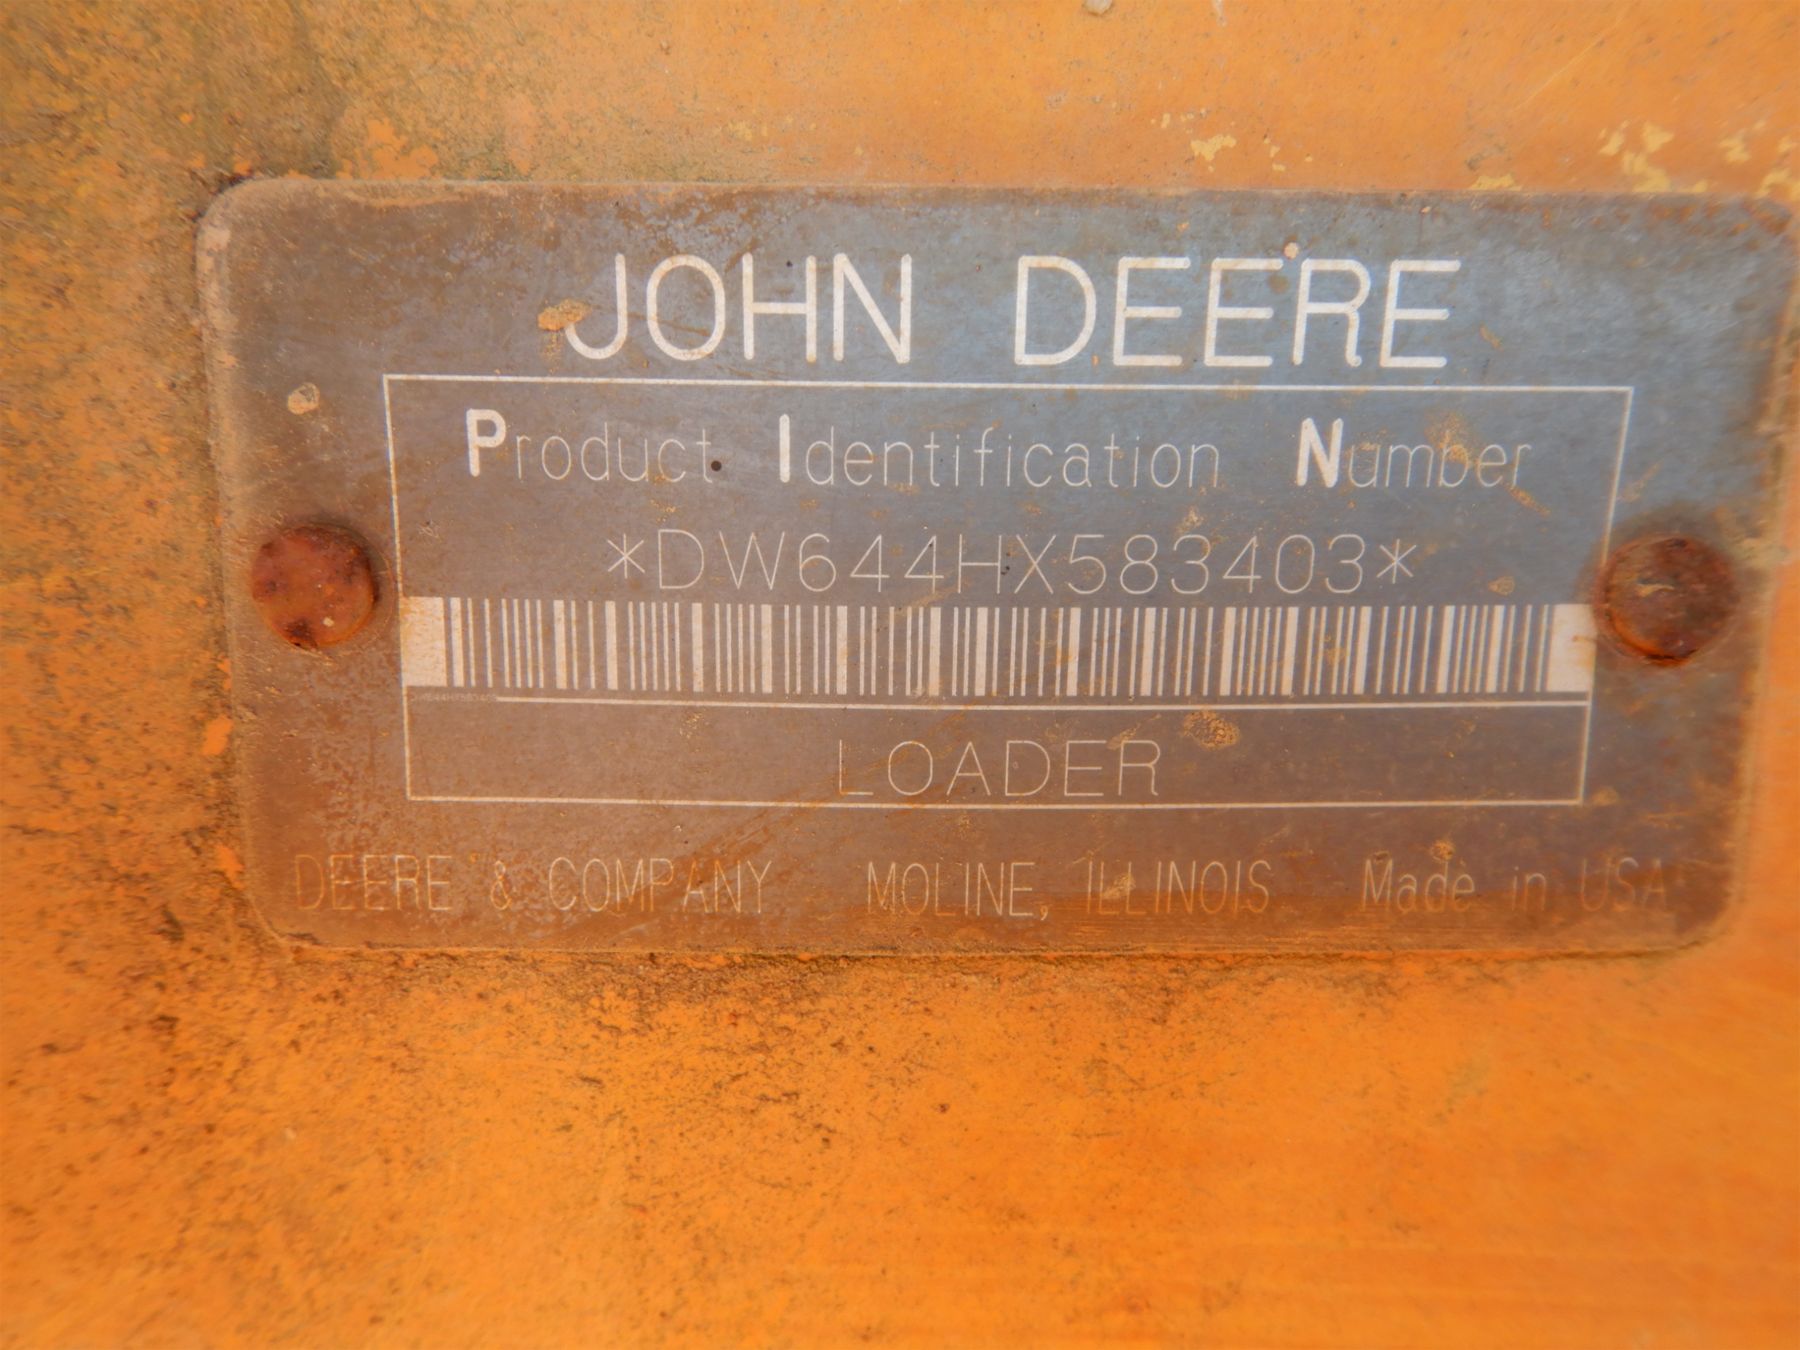 JOHN DEERE
Product Identification Number
*DW644HX583403*
LOADER
DEERE & COMPANY MOLINE, ILLINOIS Made in USA